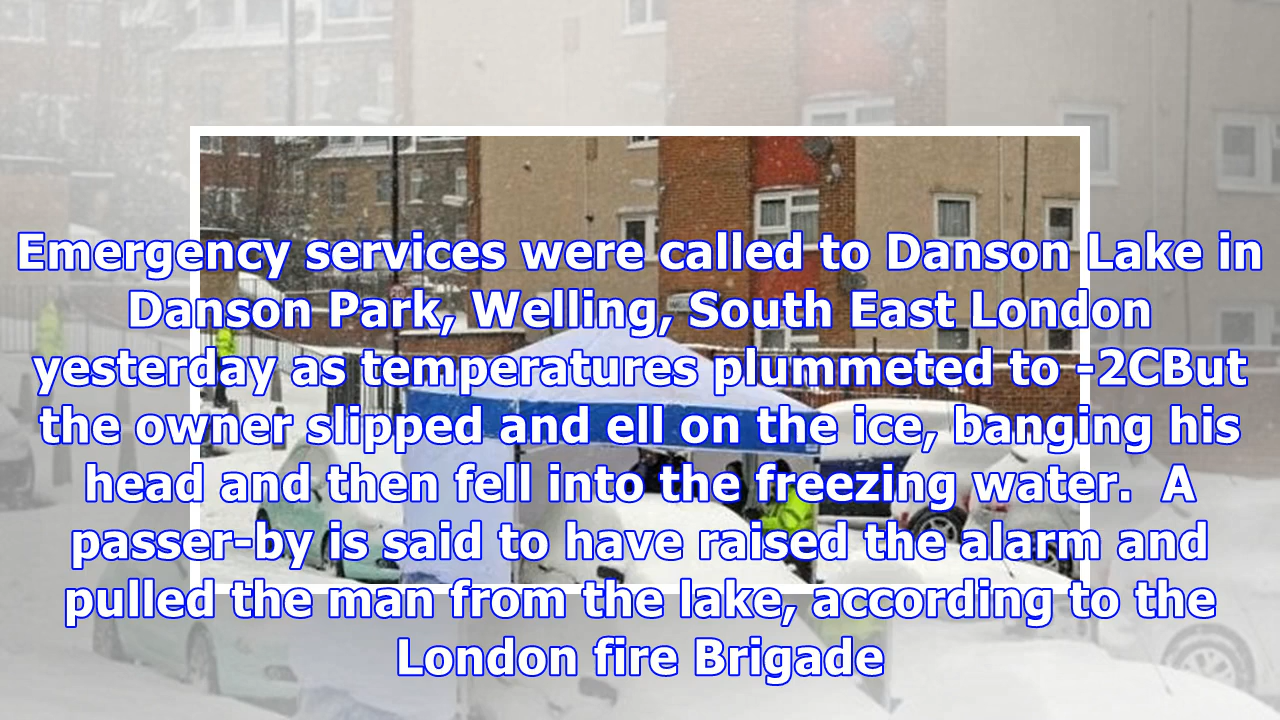 Emergency services were called to Danson Lake in
Danson Park, Welling, South East London
yesterday as temperatures plummeted to -2CBut
the owner slipped and ell on the ice, banging his
head and then fell into the freezing water.  A
passer-by is said to have raised the alarm and
pulled the man from the lake, according to the
London fire Brigade